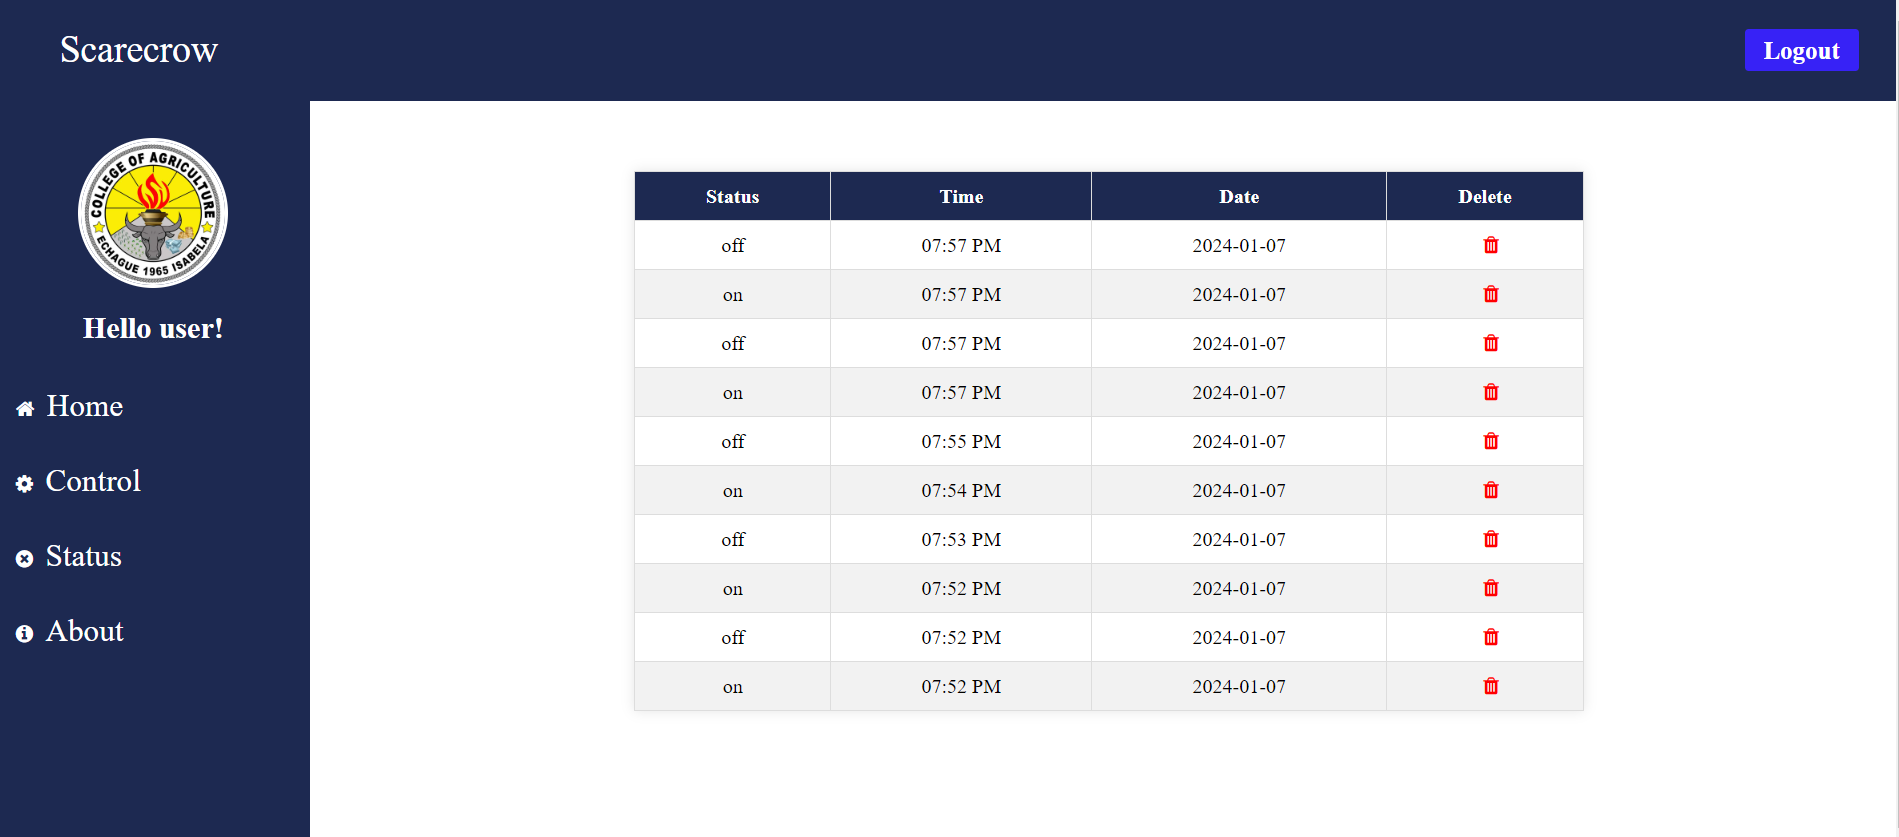 Scarecrow
Logout
COLLEGE OF AGRICULTURE
ECHAGUE 1965 ISABELA
Hello user!
Home
Control
Status
About
Status Time Date Delete
off 07:57 PM 2024-01-07
on 07:57 PM 2024-01-07
off 07:57 PM 2024-01-07
on 07:57 PM 2024-01-07
off 07:55 PM 2024-01-07
on 07:54 PM 2024-01-07
off 07:53 PM 2024-01-07
on 07:52 PM 2024-01-07
off 07:52 PM 2024-01-07
on 07:52 PM 2024-01-07